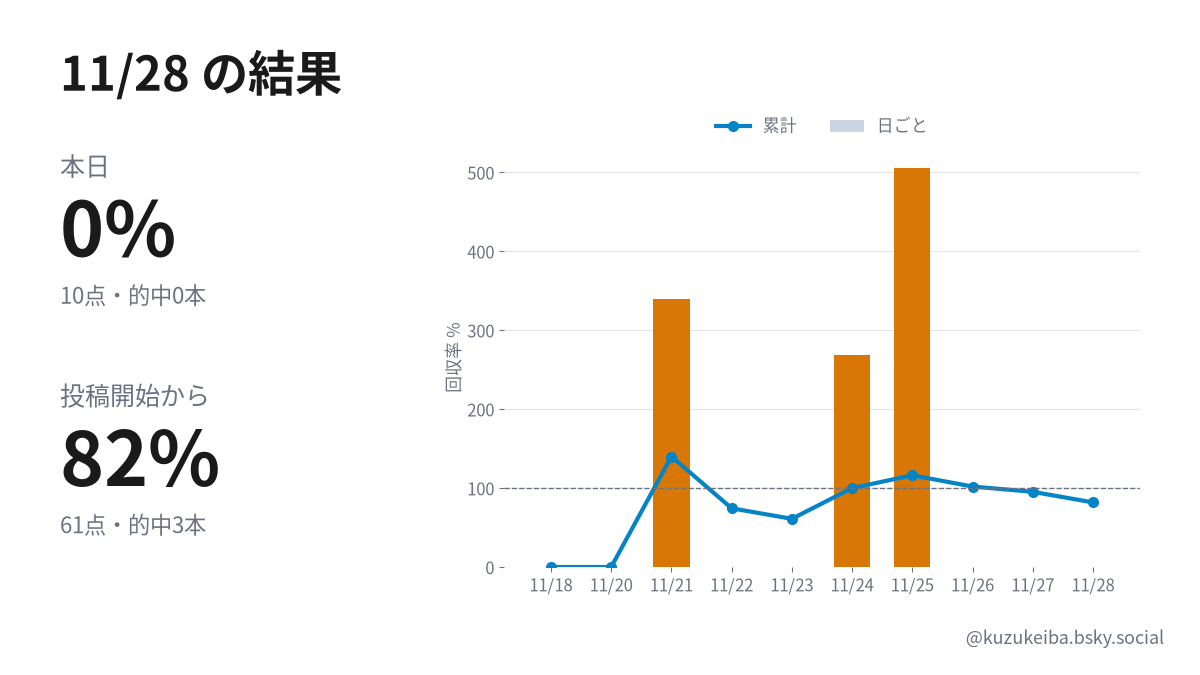 11/28 の結果
本日
0%
10点・的中0本
投稿開始から
82%
61点・的中3本
累計
日ごと
回収率 %
500
400
300
200
100
0
11/18
11/20
11/21
11/22
11/23
11/24
11/25
11/26
11/27
11/28
@kuzukeiba.bsky.social